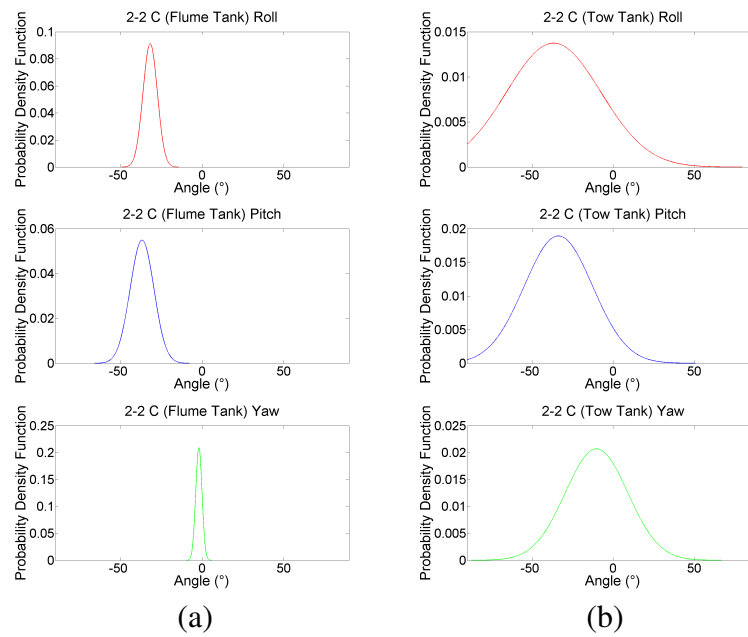 2-2 C (Flume Tank) Roll
Probability Density Function
0.1
0.08
0.06
0.04
0.02
0
-50
0
50
Angle (°)
2-2 C (Flume Tank) Pitch
Probability Density Function
0.06
0.04
0.02
0
-50
0
50
Angle (°)
2-2 C (Flume Tank) Yaw
Probability Density Function
0.25
0.2
0.15
0.1
0.05
0
-50
0
50
Angle (°)
(a)
2-2 C (Tow Tank) Roll
Probability Density Function
0.015
0.01
0.005
0
-50
0
50
Angle (°)
2-2 C (Tow Tank) Pitch
Probability Density Function
0.02
0.015
0.01
0.005
0
-50
0
50
Angle (°)
2-2 C (Tow Tank) Yaw
Probability Density Function
0.025
0.02
0.015
0.01
0.005
0
-50
0
50
Angle (°)
(b)